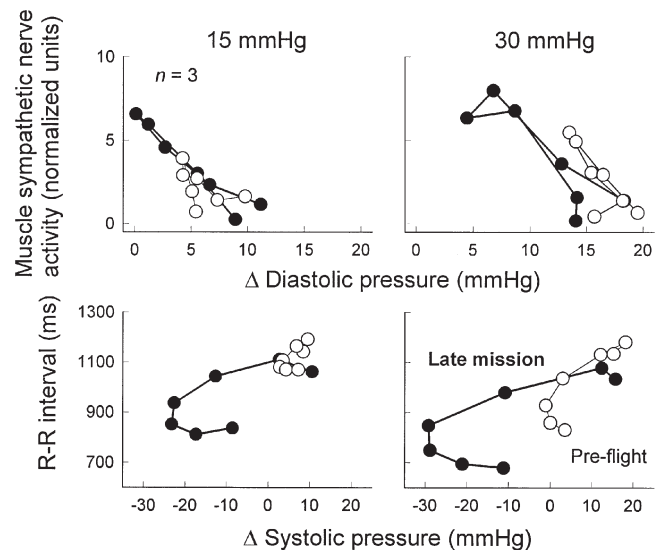 15 mmHg
30 mmHg
Muscle sympathetic nerve
activity (normalized units)
10
5
0
n = 3
0 5 10 15 20
0 5 10 15 20
Δ Diastolic pressure (mmHg)
R-R interval (ms)
1300
1100
900
700
Late mission
Pre-flight
-30 -20 -10 0 10 20
-30 -20 -10 0 10 20
Δ Systolic pressure (mmHg)